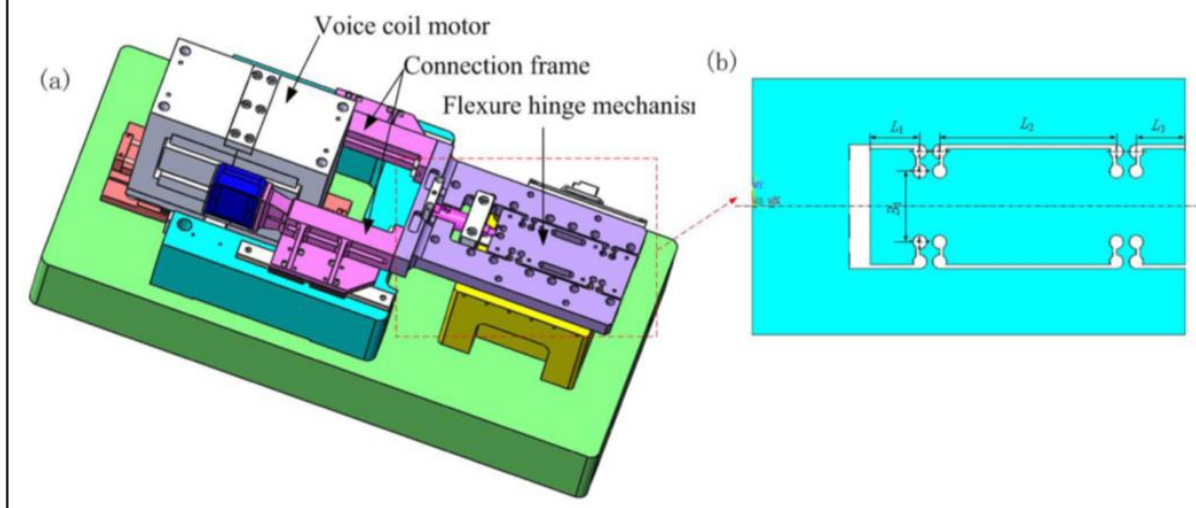 Voice coil motor
(a)
Connection frame
Flexure hinge mechanisı
(b)
L₁
L₂
L₃